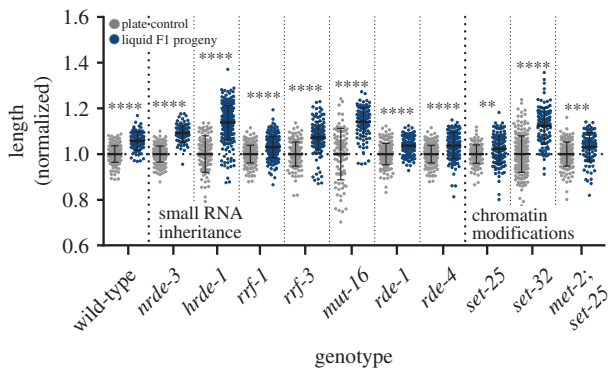 1.6
plate control
liquid F1 progeny
1.4
****
****
****
****
****
****
****
****
**
****
***
1.2
1.0
0.8
0.6
length
(normalized)
small RNA
inheritance
chromatin
modifications
wild-type
nrde-3
hrde-1
rrf-1
rrf-3
mut-16
rde-1
rde-4
set-25
set-32
met-2;
set-25
genotype